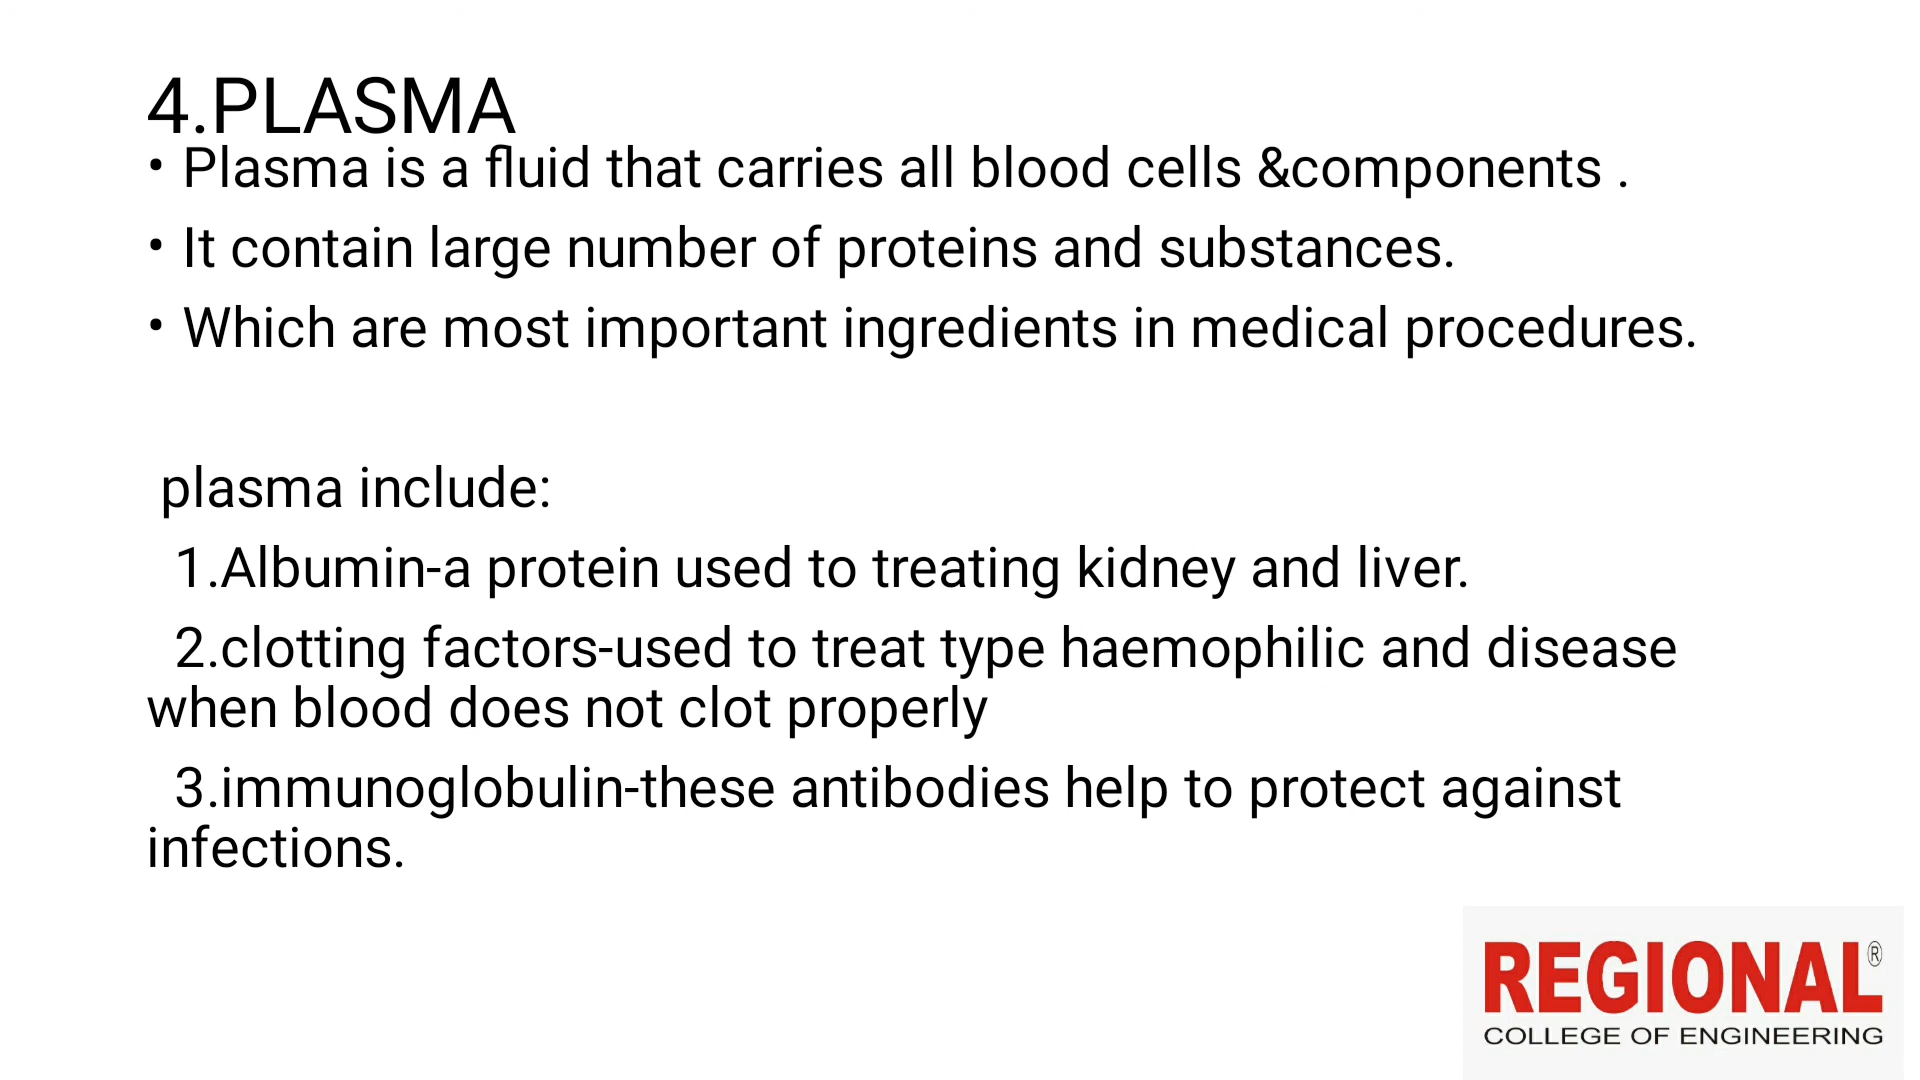 4.PLASMA
• Plasma is a fluid that carries all blood cells &components .
• It contain large number of proteins and substances.
• Which are most important ingredients in medical procedures.
plasma include:
1.Albumin-a protein used to treating kidney and liver.
2.clotting factors-used to treat type haemophilic and disease
when blood does not clot properly
3.immunoglobulin-these antibodies help to protect against
infections.
REGIONAL®
COLLEGE OF ENGINEERING